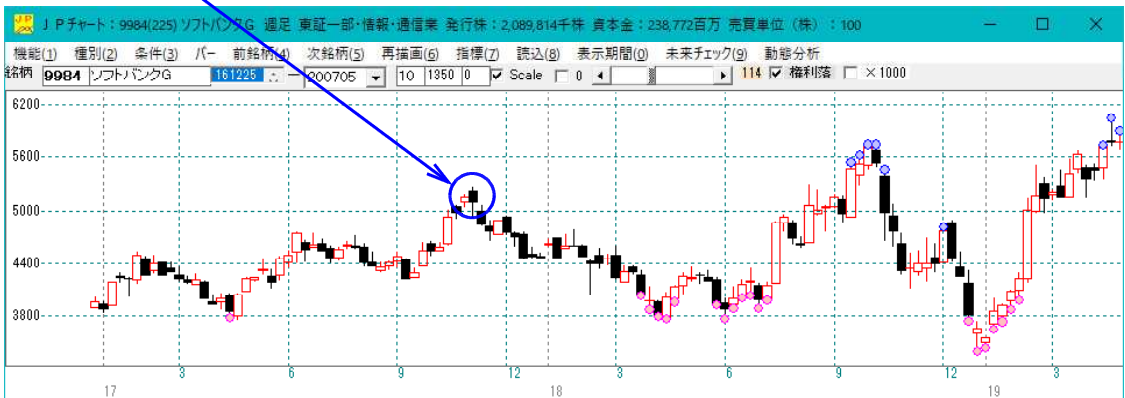 JPチャート：9984(225) ソフトバンクG 週足 東証一部・情報・通信業 発行株：2,089,814千株 資本金：238,772百万 売買単位（株）：100
機能(1) 種別(2) 条件(3) バー 前銘柄(4) 次銘柄(5) 再描画(6) 指標(7) 読込(8) 表示期間(0) 未来チェック(9) 動態分析
銘柄 9984 ソフトバンクG 161225 － 200705 10 1350 0 Scale 0 114 権利落 ×1000
6200
5600
5000
4400
3800
3 6 9 12 3 6 9 12 3
17 18 19